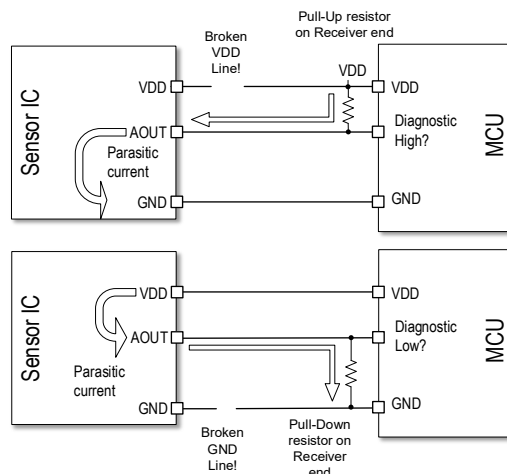 Pull-Up resistor
on Receiver end
Broken
VDD
Line!
VDD
VDD
VDD
Sensor IC
AOUT
Parasitic
current
Diagnostic
High?
MCU
GND
GND
VDD
VDD
Sensor IC
AOUT
Parasitic
current
Diagnostic
Low?
MCU
GND
GND
Broken
GND
Line!
Pull-Down
resistor on
Receiver
end